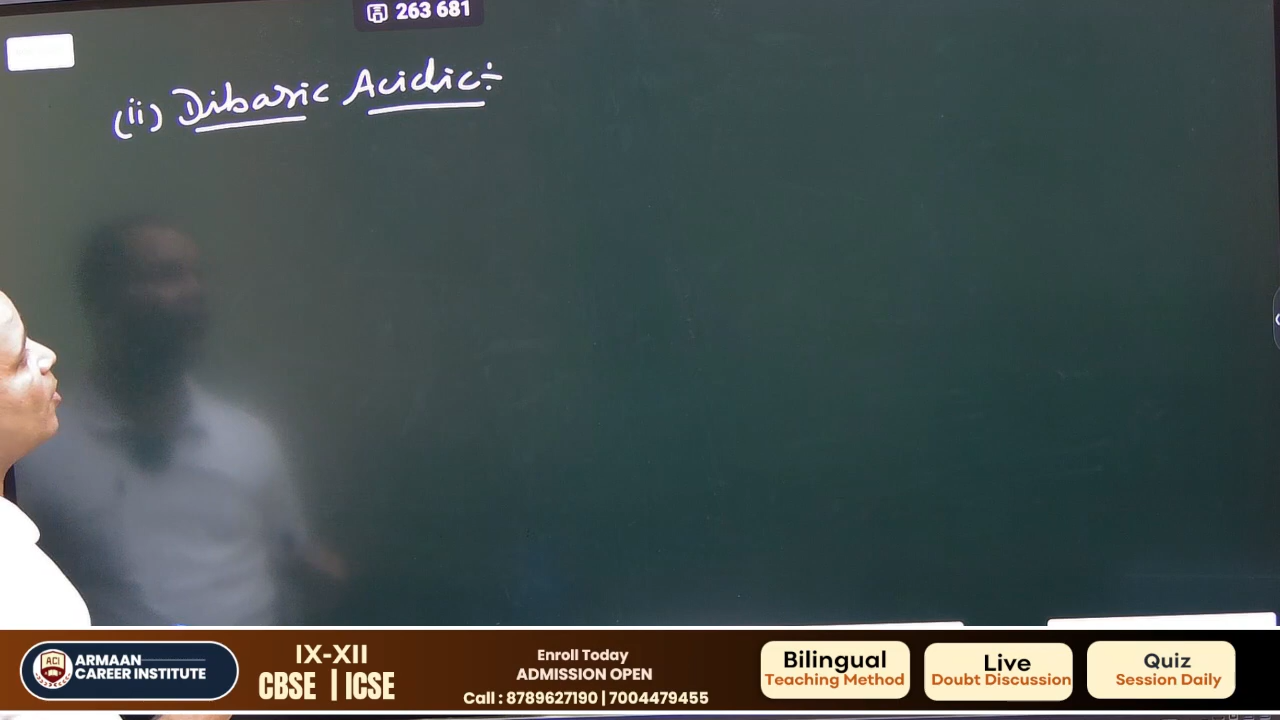 263 681
(ii) Dibasic Acidic:-
ACI
ARMAAN
CAREER INSTITUTE
IX-XII
CBSE | ICSE
Enroll Today
ADMISSION OPEN
Call : 8789627190 | 7004479455
Bilingual
Teaching Method
Live
Doubt Discussion
Quiz
Session Daily